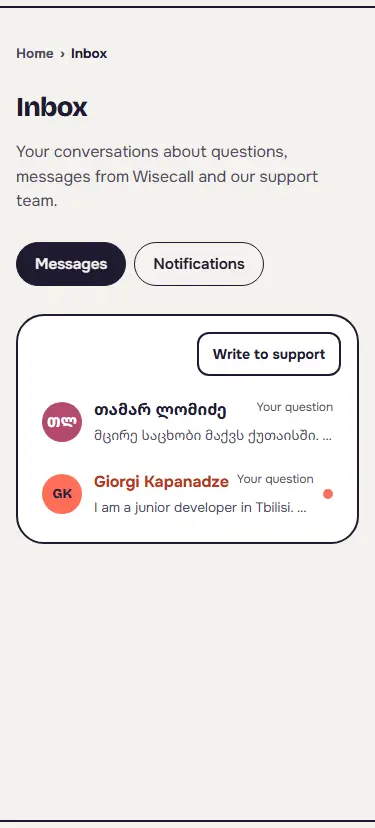 Home › Inbox
Inbox
Your conversations about questions,
messages from Wisecall and our support
team.
Messages Notifications
Write to support
თლ თამარ ლომიძე Your question
მცირე საცხობი მაქვს ქუთაისში. ...
GK Giorgi Kapanadze Your question
I am a junior developer in Tbilisi. ...